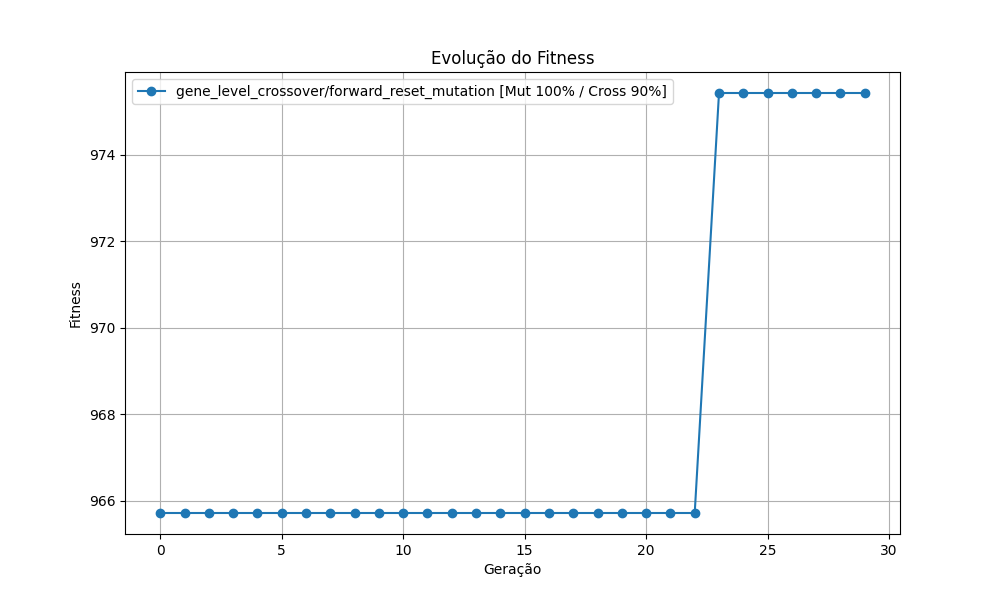 Evolução do Fitness
gene_level_crossover/forward_reset_mutation [Mut 100% / Cross 90%]
974
972
970
968
966
Fitness
0 5 10 15 20 25 30
Geração